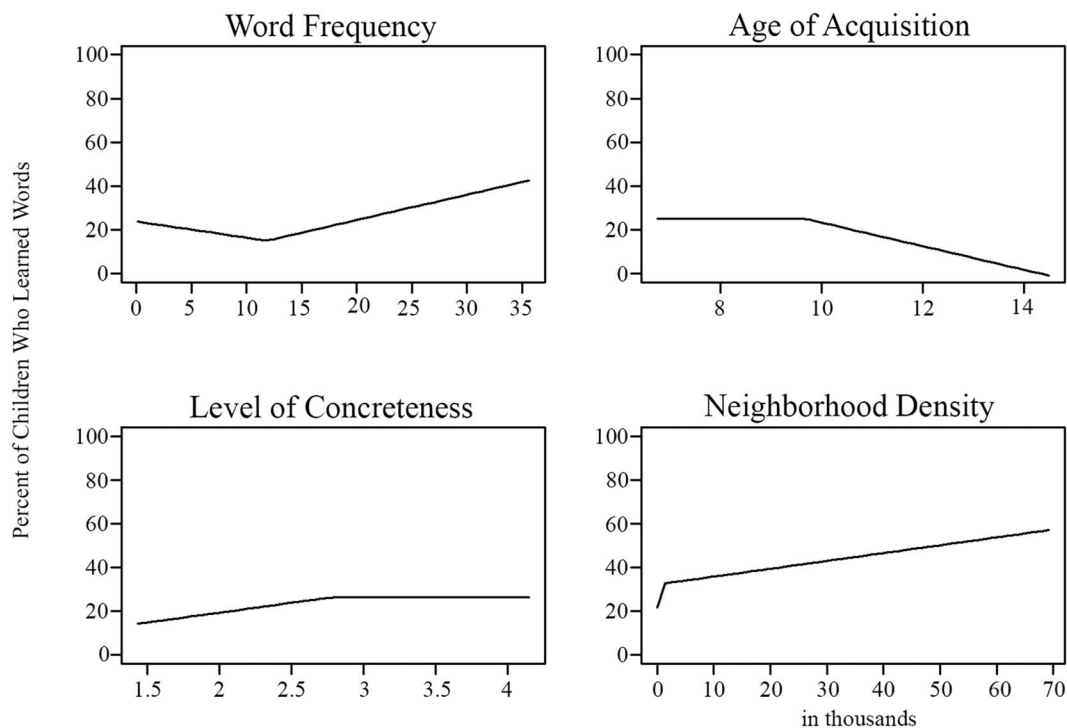 Percent of Children Who Learned Words
Word Frequency
100
80
60
40
20
0
0 5 10 15 20 25 30 35
Age of Acquisition
100
80
60
40
20
0
8 10 12 14
Level of Concreteness
100
80
60
40
20
0
1.5 2 2.5 3 3.5 4
Neighborhood Density
100
80
60
40
20
0
0 10 20 30 40 50 60 70
in thousands